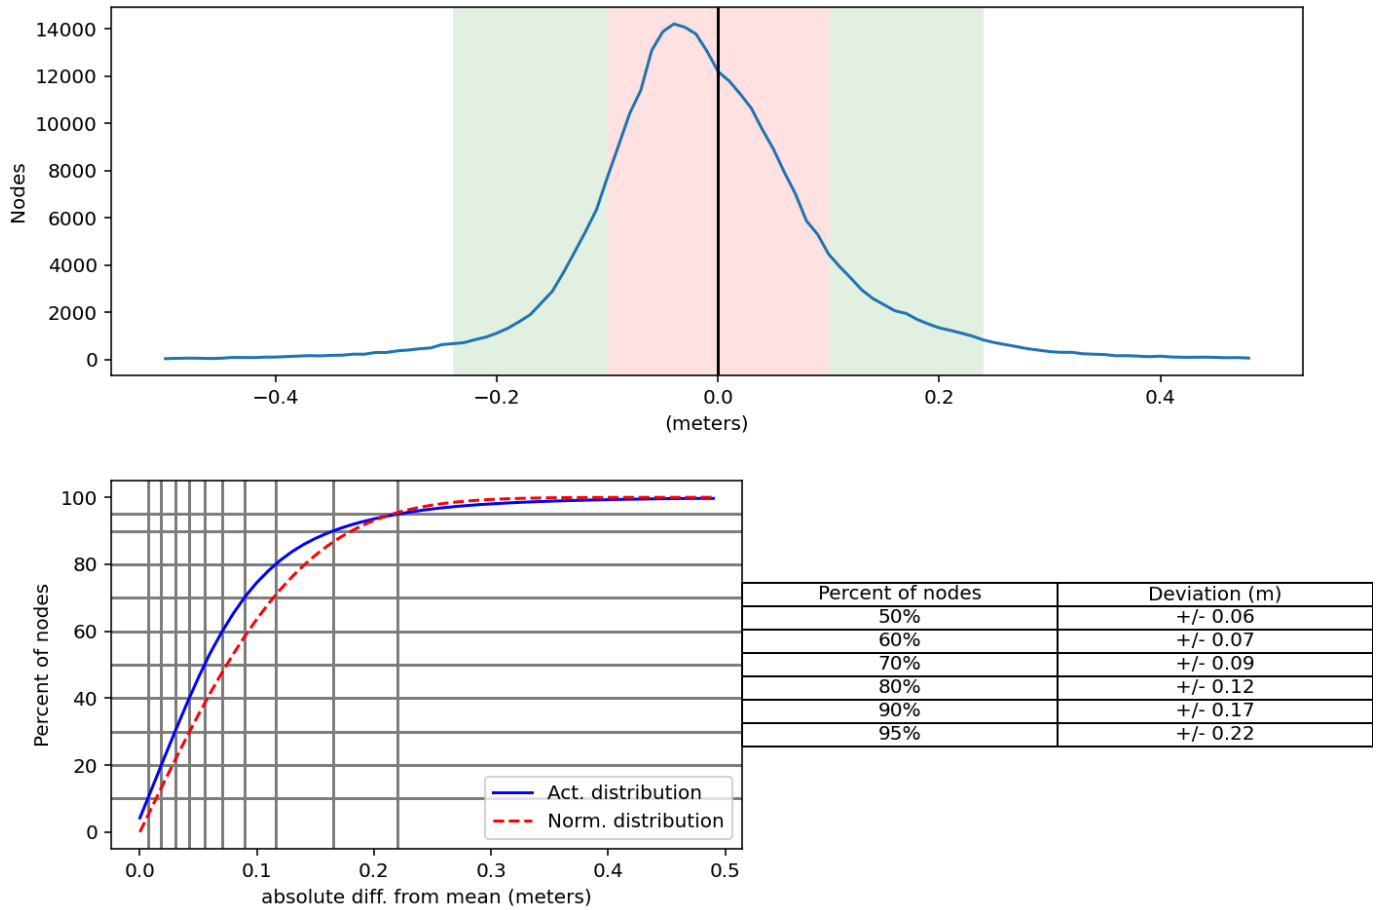 14000
12000
10000
8000
6000
4000
2000
0
Nodes
−0.4 −0.2 0.0 0.2 0.4
(meters)
100
80
60
40
20
0
Percent of nodes
Act. distribution
Norm. distribution
0.0 0.1 0.2 0.3 0.4 0.5
absolute diff. from mean (meters)
Percent of nodes Deviation (m)
50% +/- 0.06
60% +/- 0.07
70% +/- 0.09
80% +/- 0.12
90% +/- 0.17
95% +/- 0.22